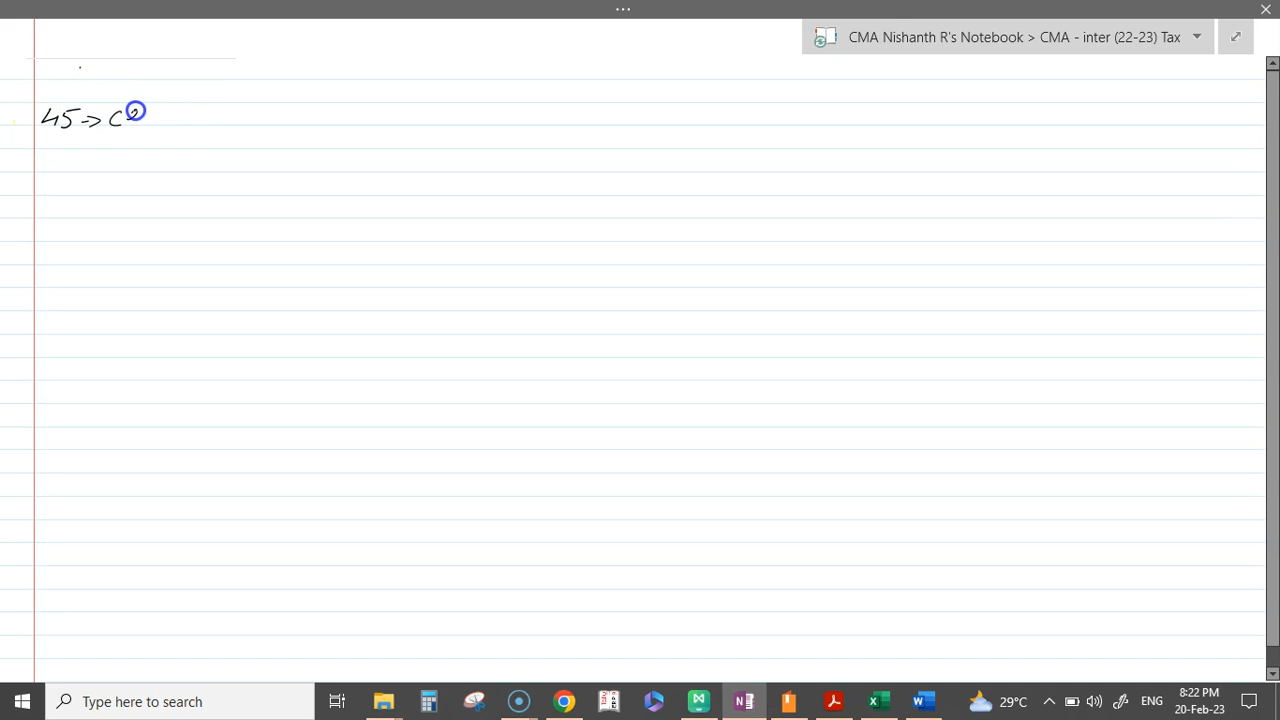 ...
CMA Nishanth R's Notebook > CMA - inter (22-23) Tax
45 → C
Type here to search
29°C
ENG
8:22 PM
20-Feb-23